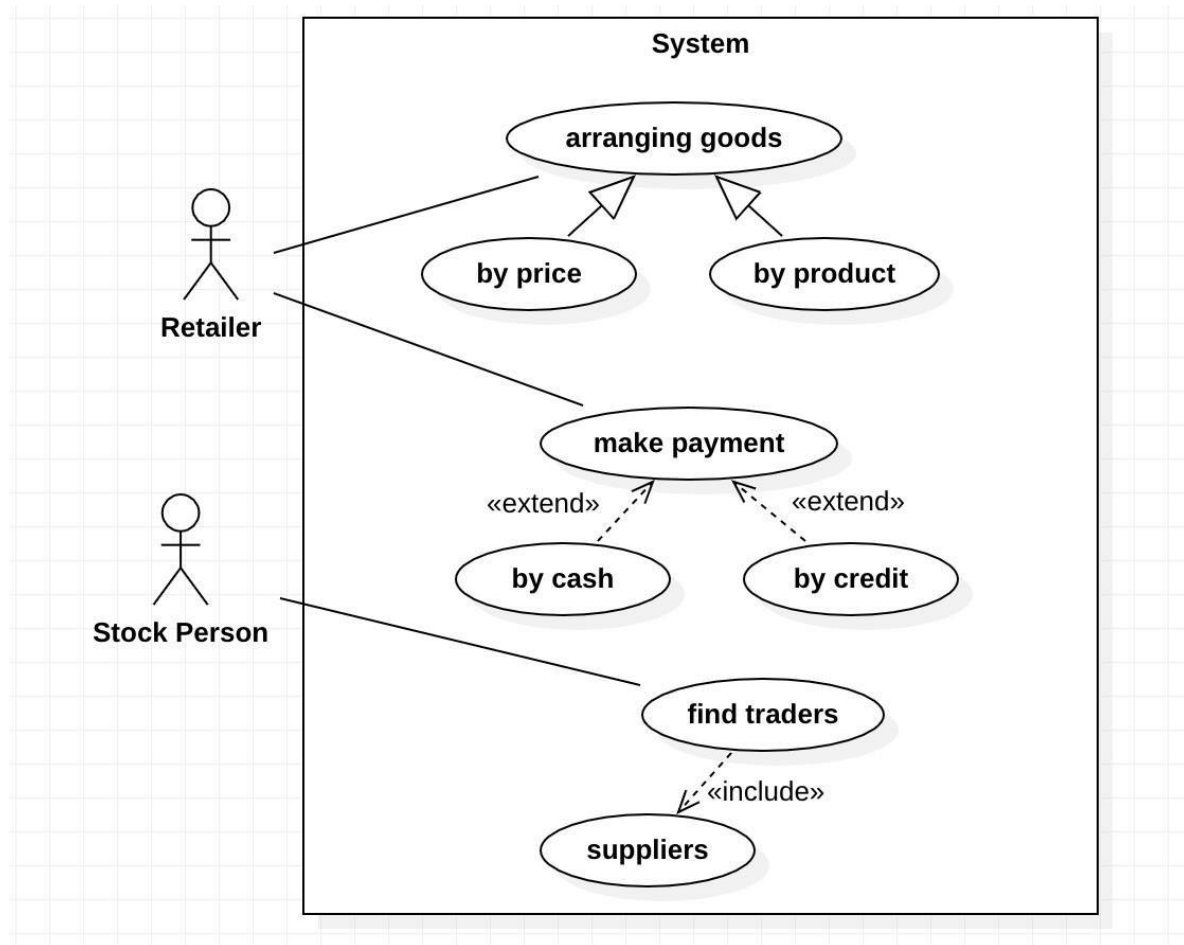 System
arranging goods
by price
by product
Retailer
make payment
«extend»
«extend»
by cash
by credit
Stock Person
find traders
«include»
suppliers